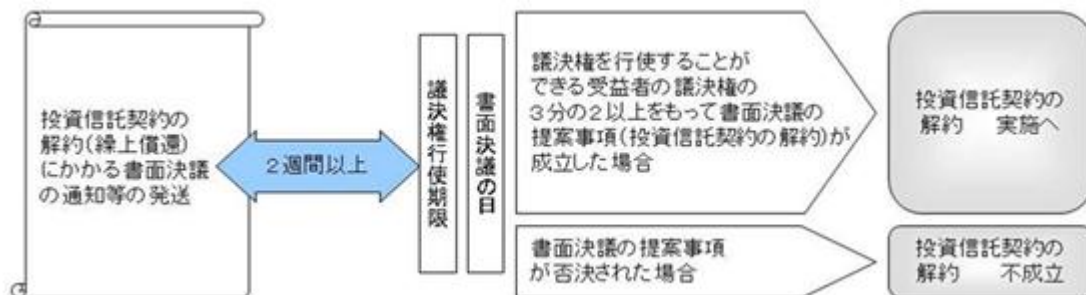 投資信託契約の
解約(繰上償還)
にかかる書面決議
の通知等の発送
２週間以上
議決権行使期限
書面決議の日
議決権を行使することが
できる受益者の議決権の
３分の２以上をもって書面決議の
提案事項(投資信託契約の解約)が
成立した場合
投資信託契約の
解約　実施へ
書面決議の提案事項
が否決された場合
投資信託契約の
解約　不成立